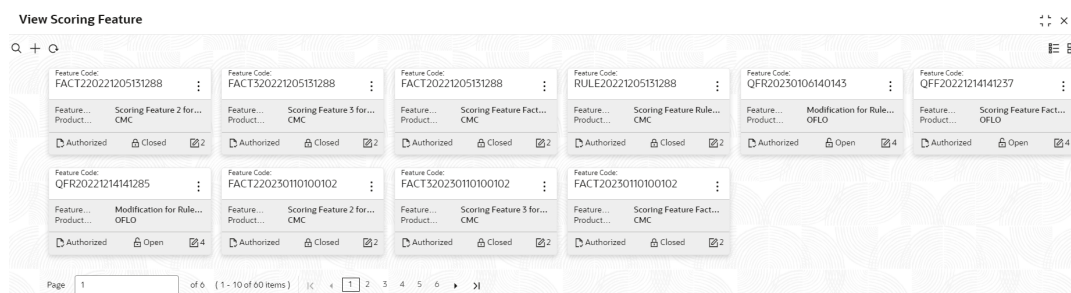 View Scoring Feature
Feature Code:
FACT220221205131288
Feature... Scoring Feature 2 for...
Product... CMC
Authorized Closed 2
Feature Code:
FACT320221205131288
Feature... Scoring Feature 3 for...
Product... CMC
Authorized Closed 2
Feature Code:
FACT20221205131288
Feature... Scoring Feature Fact...
Product... CMC
Authorized Closed 2
Feature Code:
RULE20221205131288
Feature... Scoring Feature Rule...
Product... CMC
Authorized Closed 2
Feature Code:
QFR20230106140143
Feature... Modification for Rule...
Product... OFLO
Authorized Open 4
Feature Code:
QFF20221214141237
Feature... Scoring Feature Fact...
Product... OFLO
Authorized Open 4
Feature Code:
QFR20221214141285
Feature... Modification for Rule...
Product... OFLO
Authorized Open 4
Feature Code:
FACT220230110100102
Feature... Scoring Feature 2 for...
Product... CMC
Authorized Closed 2
Feature Code:
FACT320230110100102
Feature... Scoring Feature 3 for...
Product... CMC
Authorized Closed 2
Feature Code:
FACT20230110100102
Feature... Scoring Feature Fact...
Product... CMC
Authorized Closed 2
Page 1 of 6 (1 - 10 of 60 items) 1 2 3 4 5 6